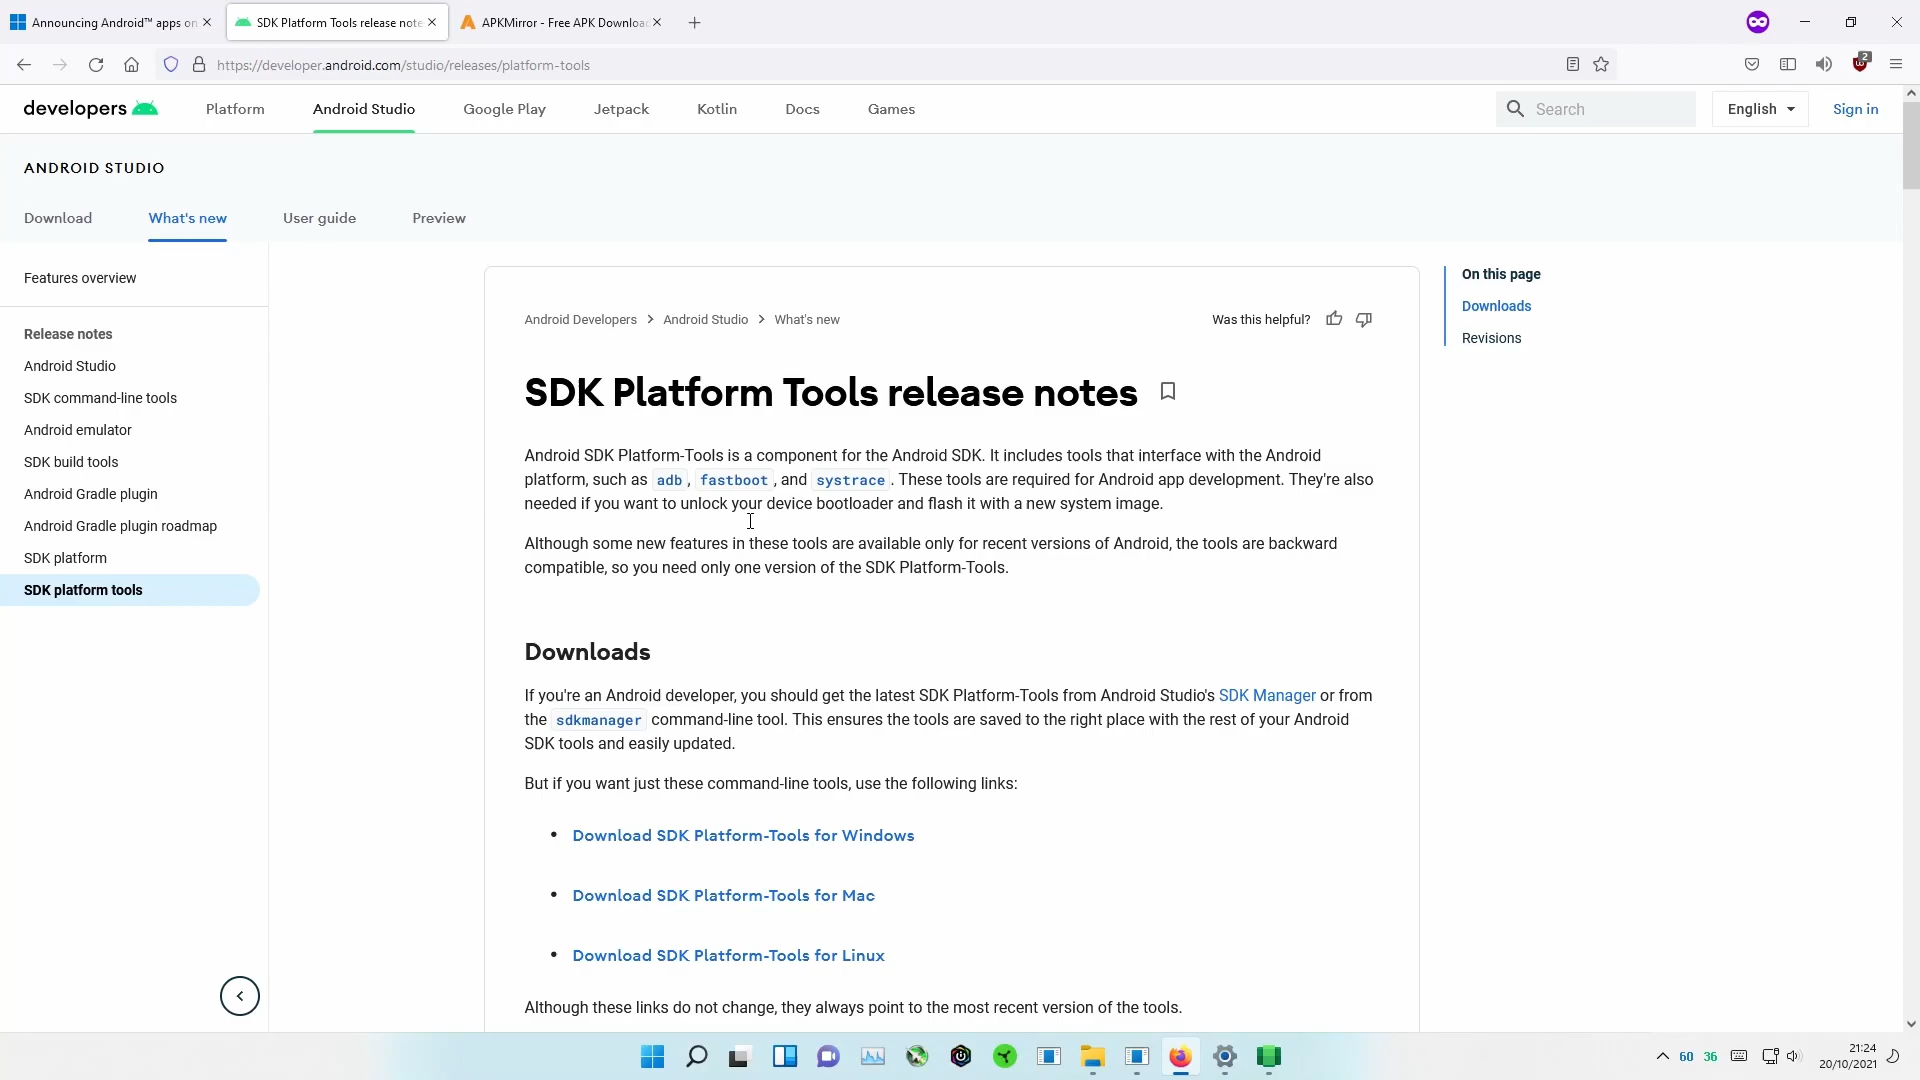 Announcing Android™ apps on
SDK Platform Tools release note
APKMirror - Free APK Downloa
https://developer.android.com/studio/releases/platform-tools
2
developers
Platform
Android Studio
Google Play
Jetpack
Kotlin
Docs
Games
Search
English
Sign in
ANDROID STUDIO
Download
What's new
User guide
Preview
Features overview
Release notes
Android Studio
SDK command-line tools
Android emulator
SDK build tools
Android Gradle plugin
Android Gradle plugin roadmap
SDK platform
SDK platform tools
Android Developers > Android Studio > What's new
Was this helpful?
SDK Platform Tools release notes
Android SDK Platform-Tools is a component for the Android SDK. It includes tools that interface with the Android
platform, such as adb, fastboot, and systrace. These tools are required for Android app development. They're also
needed if you want to unlock your device bootloader and flash it with a new system image.
Although some new features in these tools are available only for recent versions of Android, the tools are backward
compatible, so you need only one version of the SDK Platform-Tools.
Downloads
If you're an Android developer, you should get the latest SDK Platform-Tools from Android Studio's SDK Manager or from
the sdkmanager command-line tool. This ensures the tools are saved to the right place with the rest of your Android
SDK tools and easily updated.
But if you want just these command-line tools, use the following links:
• Download SDK Platform-Tools for Windows
• Download SDK Platform-Tools for Mac
• Download SDK Platform-Tools for Linux
Although these links do not change, they always point to the most recent version of the tools.
On this page
Downloads
Revisions
60 36
21:24
20/10/2021